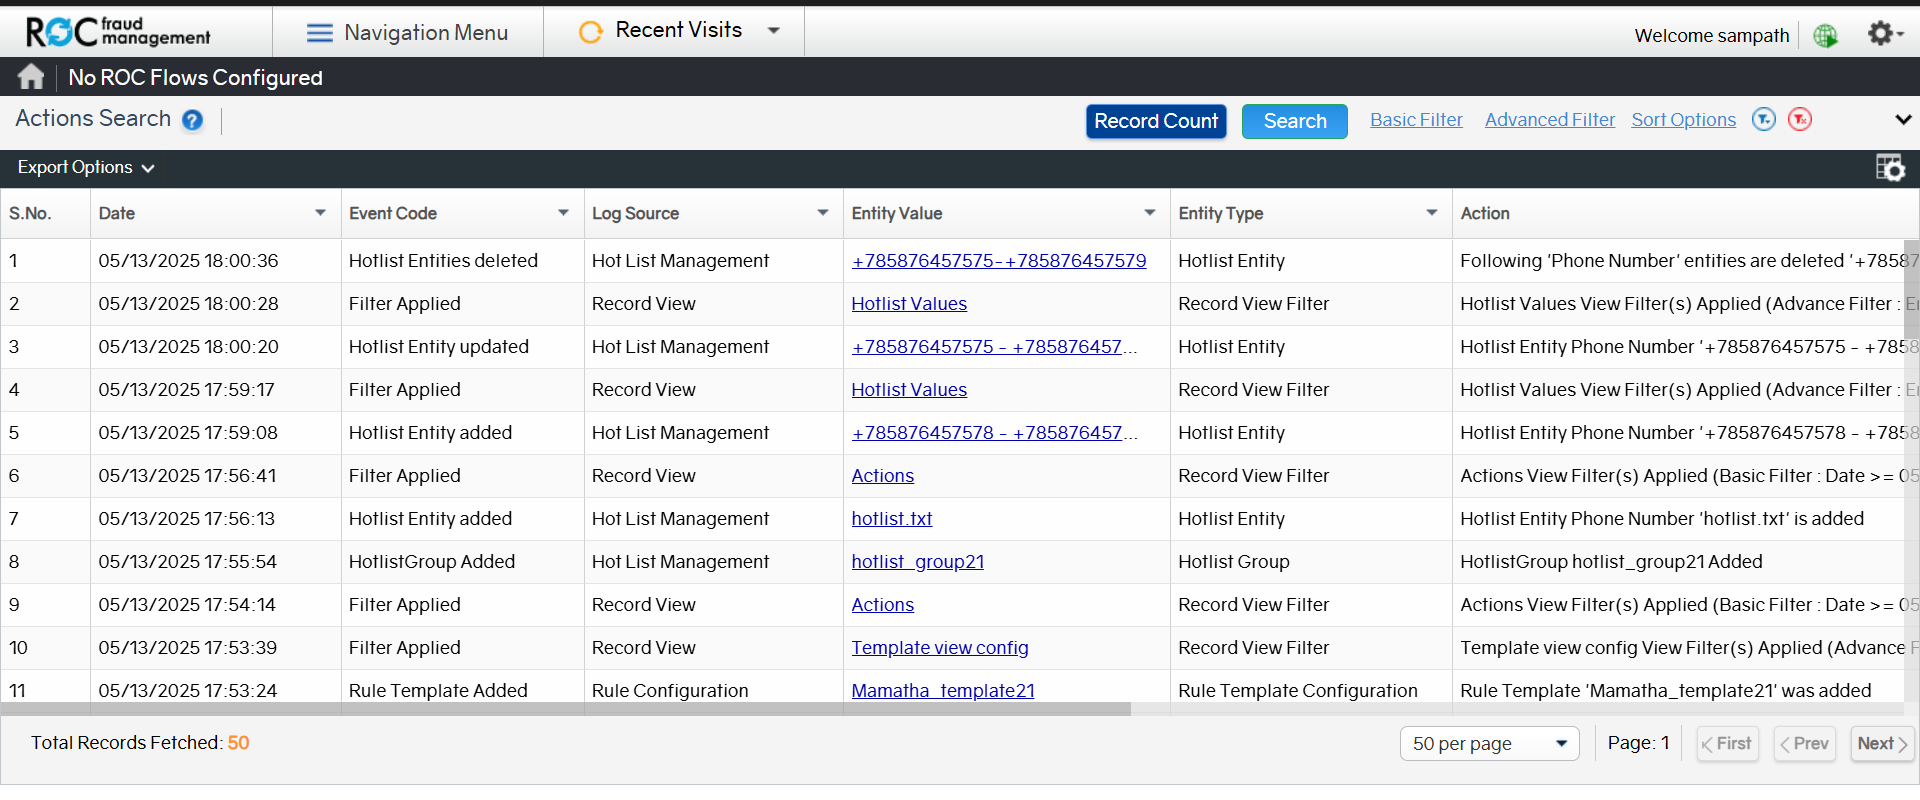 ROC fraud management
Navigation Menu
Recent Visits
Welcome sampath
No ROC Flows Configured
Actions Search ?
Record Count
Search
Basic Filter
Advanced Filter
Sort Options
Export Options
S.No. Date Event Code Log Source Entity Value Entity Type Action
1 05/13/2025 18:00:36 Hotlist Entities deleted Hot List Management +785876457575-+785876457579 Hotlist Entity Following 'Phone Number' entities are deleted '+78587
2 05/13/2025 18:00:28 Filter Applied Record View Hotlist Values Record View Filter Hotlist Values View Filter(s) Applied (Advance Filter :
3 05/13/2025 18:00:20 Hotlist Entity updated Hot List Management +785876457575 - +785876457... Hotlist Entity Hotlist Entity Phone Number '+785876457575 - +7858
4 05/13/2025 17:59:17 Filter Applied Record View Hotlist Values Record View Filter Hotlist Values View Filter(s) Applied (Advance Filter :
5 05/13/2025 17:59:08 Hotlist Entity added Hot List Management +785876457578 - +785876457... Hotlist Entity Hotlist Entity Phone Number '+785876457578 - +7858
6 05/13/2025 17:56:41 Filter Applied Record View Actions Record View Filter Actions View Filter(s) Applied (Basic Filter : Date >= 05
7 05/13/2025 17:56:13 Hotlist Entity added Hot List Management hotlist.txt Hotlist Entity Hotlist Entity Phone Number 'hotlist.txt' is added
8 05/13/2025 17:55:54 HotlistGroup Added Hot List Management hotlist_group21 Hotlist Group HotlistGroup hotlist_group21 Added
9 05/13/2025 17:54:14 Filter Applied Record View Actions Record View Filter Actions View Filter(s) Applied (Basic Filter : Date >= 05
10 05/13/2025 17:53:39 Filter Applied Record View Template view config Record View Filter Template view config View Filter(s) Applied (Advance F
11 05/13/2025 17:53:24 Rule Template Added Rule Configuration Mamatha_template21 Rule Template Configuration Rule Template 'Mamatha_template21' was added
Total Records Fetched: 50
50 per page
Page: 1
First
Prev
Next